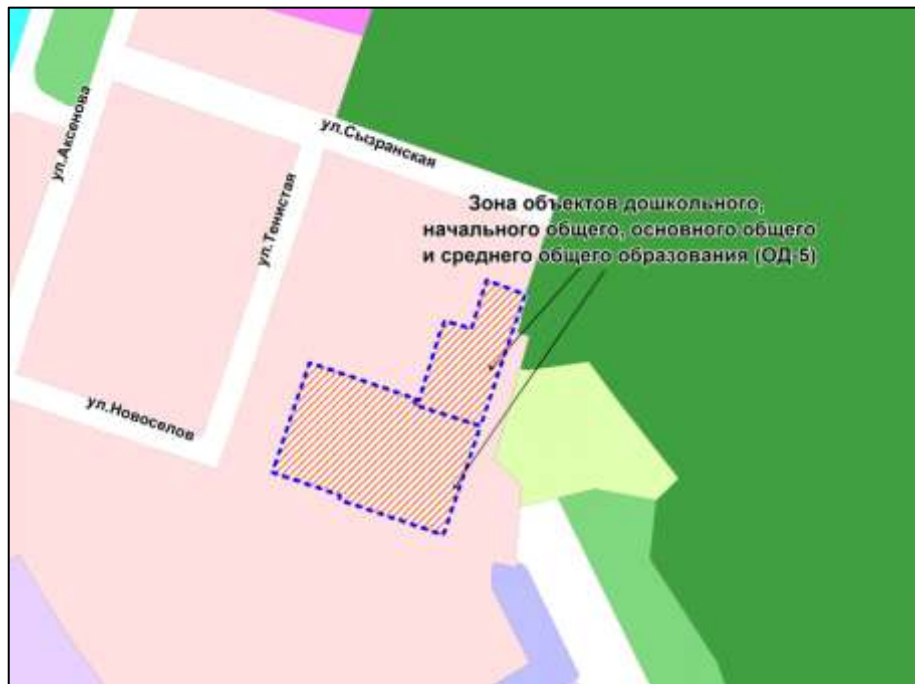 ул.Аксенова
ул.Сызранская
ул.Тенистая
Зона объектов дошкольного,
начального общего, основного общего
и среднего общего образования (ОД-5)
ул.Новоселов